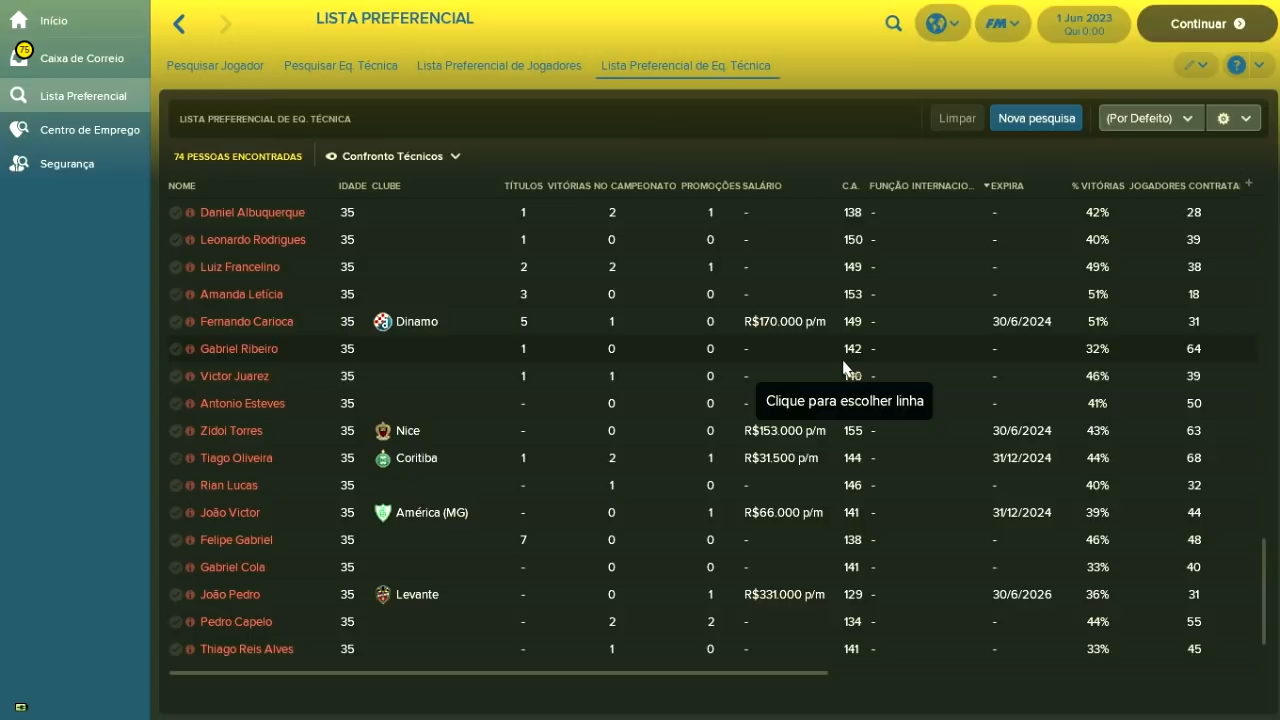 Início
75
Caixa de Correio
Lista Preferencial
Centro de Emprego
Segurança
LISTA PREFERENCIAL
FM
1 Jun 2023
Qui 0:00
Continuar
Pesquisar Jogador Pesquisar Eq. Técnica Lista Preferencial de Jogadores Lista Preferencial de Eq. Técnica
?
LISTA PREFERENCIAL DE EQ. TÉCNICA Limpar Nova pesquisa (Por Defeito)
74 PESSOAS ENCONTRADAS Confronto Técnicos
NOME IDADE CLUBE TÍTULOS VITÓRIAS NO CAMPEONATO PROMOÇÕES SALÁRIO C.A. FUNÇÃO INTERNACIO... EXPIRA % VITÓRIAS JOGADORES CONTRATA +
Daniel Albuquerque 35 1 2 1 - 138 - - 42% 28
Leonardo Rodrigues 35 1 0 0 - 150 - - 40% 39
Luiz Francelino 35 2 2 1 - 149 - - 49% 38
Amanda Letícia 35 3 0 0 - 153 - - 51% 18
Fernando Carioca 35 Dinamo 5 1 0 R$170.000 p/m 149 - 30/6/2024 51% 31
Gabriel Ribeiro 35 1 0 0 - 142 - - 32% 64
Victor Juarez 35 1 1 0 - - - 46% 39
Antonio Esteves 35 - 0 0 - - 41% 50
Clique para escolher linha
Zidoi Torres 35 Nice - 0 0 R$153.000 p/m 155 - 30/6/2024 43% 63
Tiago Oliveira 35 Coritiba 1 2 1 R$31.500 p/m 144 - 31/12/2024 44% 68
Rian Lucas 35 - 1 0 - 146 - - 40% 32
João Victor 35 América (MG) - 0 1 R$66.000 p/m 141 - 31/12/2024 39% 44
Felipe Gabriel 35 7 0 0 - 138 - - 46% 48
Gabriel Cola 35 - 0 0 - 141 - - 33% 40
João Pedro 35 Levante - 0 1 R$331.000 p/m 129 - 30/6/2026 36% 31
Pedro Capelo 35 - 2 2 - 134 - - 44% 55
Thiago Reis Alves 35 - 1 0 - 141 - - 33% 45